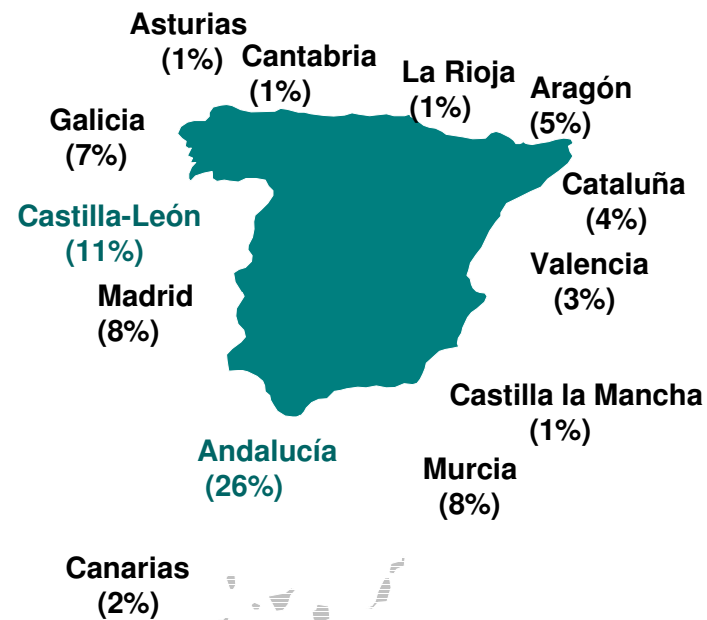 Asturias
(1%)
Cantabria
(1%)
La Rioja
(1%)
Aragón
(5%)
Galicia
(7%)
Cataluña
(4%)
Castilla-León
(11%)
Valencia
(3%)
Madrid
(8%)
Castilla la Mancha
(1%)
Andalucía
(26%)
Murcia
(8%)
Canarias
(2%)